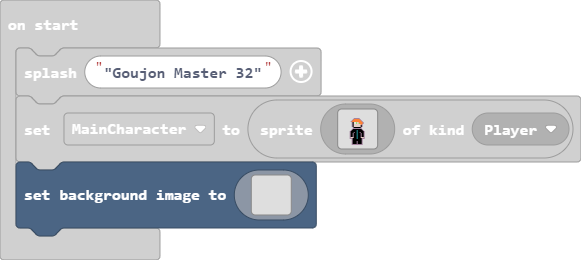 on start
splash ""Goujon Master 32""
set MainCharacter to sprite of kind Player
set background image to